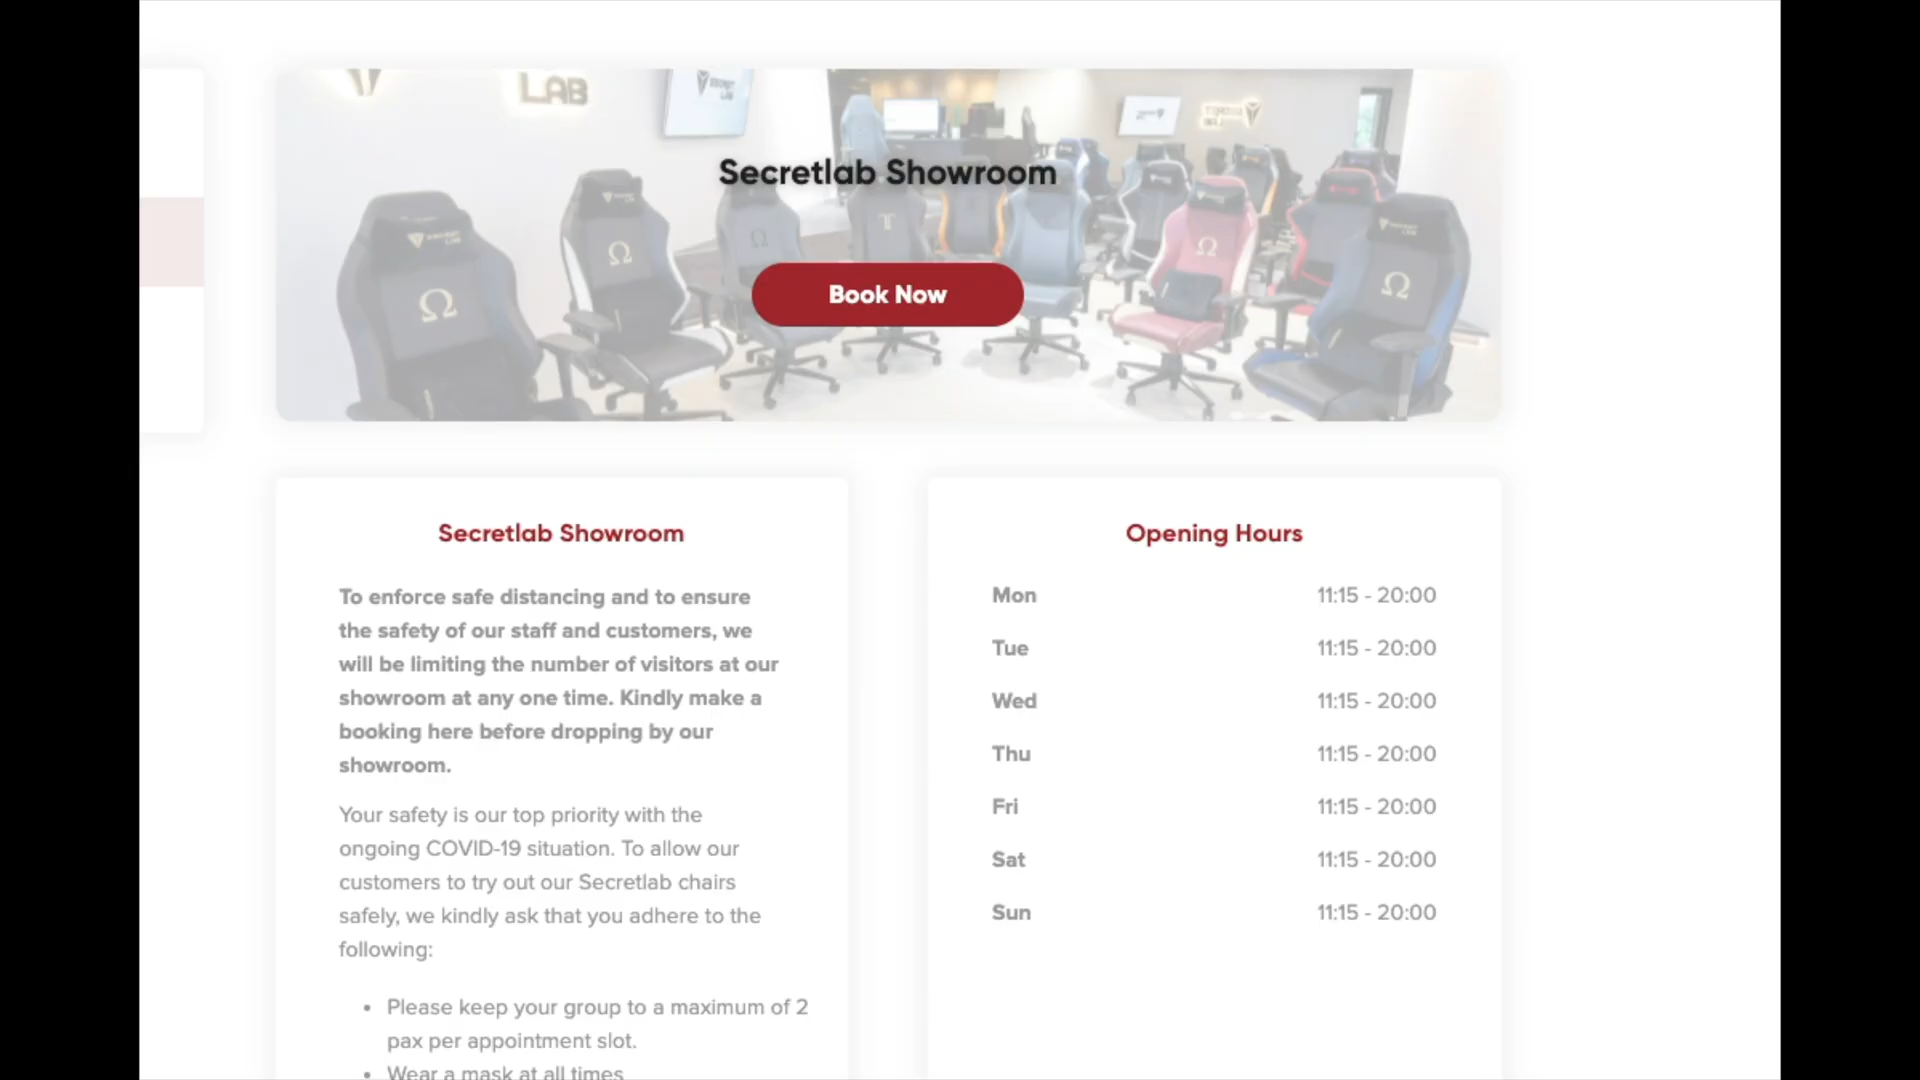 LAB
Secretlab Showroom
Book Now
Secretlab Showroom
To enforce safe distancing and to ensure
the safety of our staff and customers, we
will be limiting the number of visitors at our
showroom at any one time. Kindly make a
booking here before dropping by our
showroom.
Your safety is our top priority with the
ongoing COVID-19 situation. To allow our
customers to try out our Secretlab chairs
safely, we kindly ask that you adhere to the
following:
• Please keep your group to a maximum of 2
pax per appointment slot.
• Wear a mask at all times
Opening Hours
Mon 11:15 - 20:00
Tue 11:15 - 20:00
Wed 11:15 - 20:00
Thu 11:15 - 20:00
Fri 11:15 - 20:00
Sat 11:15 - 20:00
Sun 11:15 - 20:00